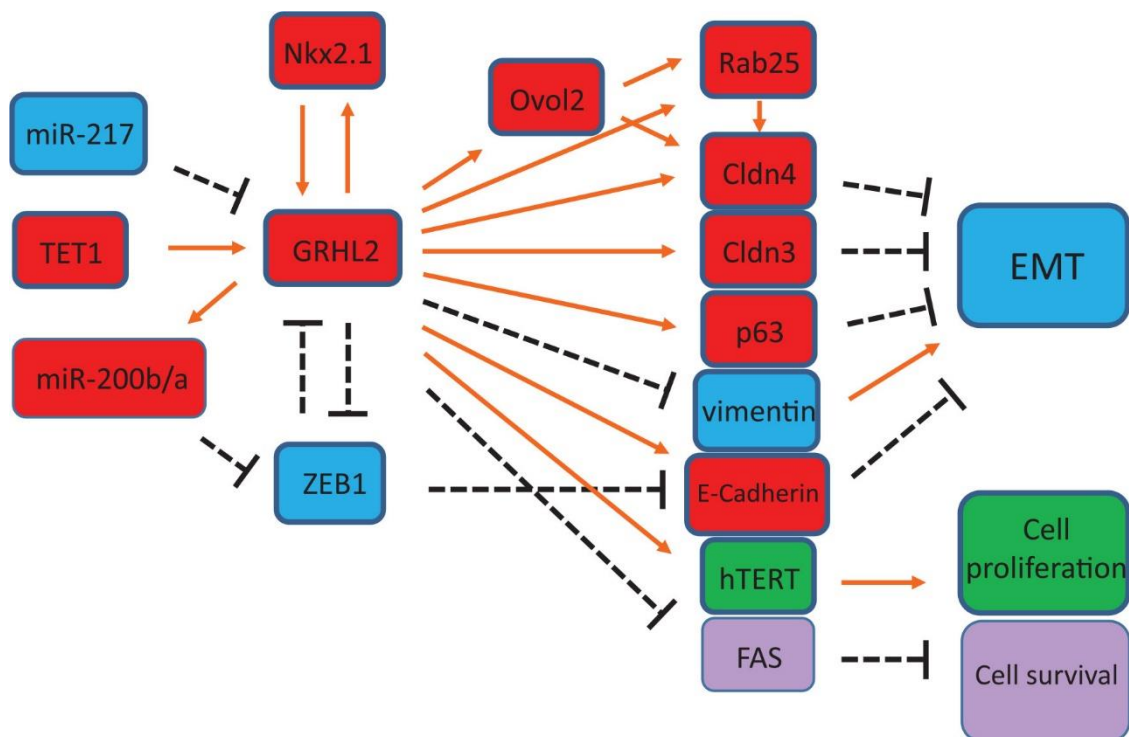 Nkx2.1
Rab25
Ovol2
miR-217
Cldn4
TET1
GRHL2
Cldn3
EMT
p63
miR-200b/a
vimentin
ZEB1
E-Cadherin
Cell
proliferation
hTERT
FAS
Cell survival